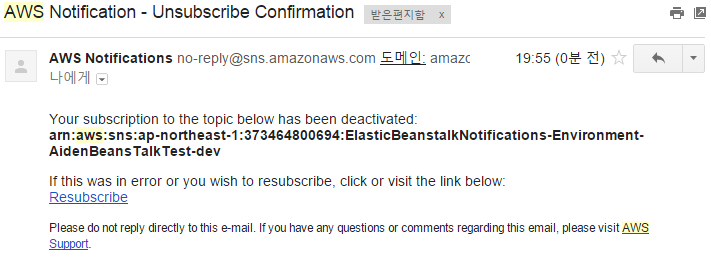 AWS Notification - Unsubscribe Confirmation 받은편지함 x
AWS Notifications no-reply@sns.amazonaws.com 도메인: amazc 19:55 (0분 전)
나에게
Your subscription to the topic below has been deactivated:
arn:aws:sns:ap-northeast-1:373464800694:ElasticBeanstalkNotifications-Environment-
AidenBeansTalkTest-dev
If this was in error or you wish to resubscribe, click or visit the link below:
Resubscribe
Please do not reply directly to this e-mail. If you have any questions or comments regarding this email, please visit AWS
Support.